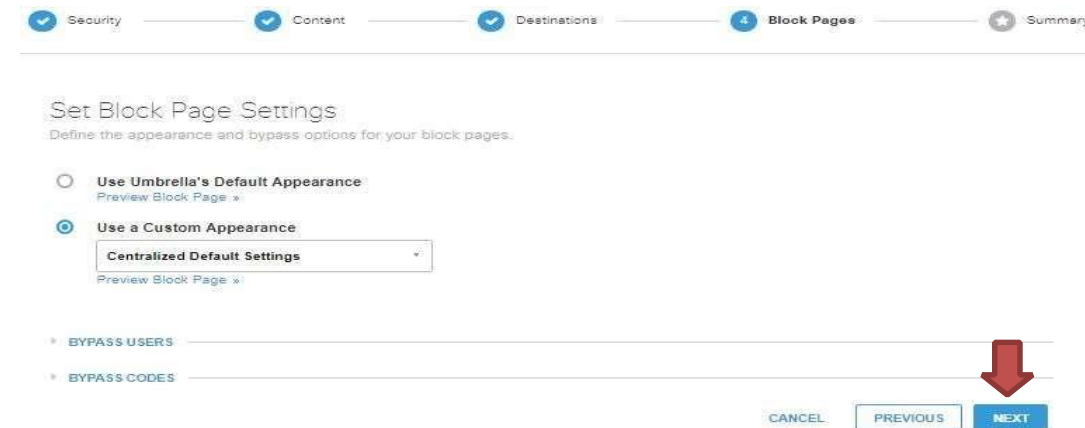 Security Content Destinations 4 Block Pages Summary
Set Block Page Settings
Define the appearance and bypass options for your block pages.
Use Umbrella's Default Appearance
Preview Block Page »
Use a Custom Appearance
Centralized Default Settings
Preview Block Page »
BYPASS USERS
BYPASS CODES
CANCEL PREVIOUS NEXT